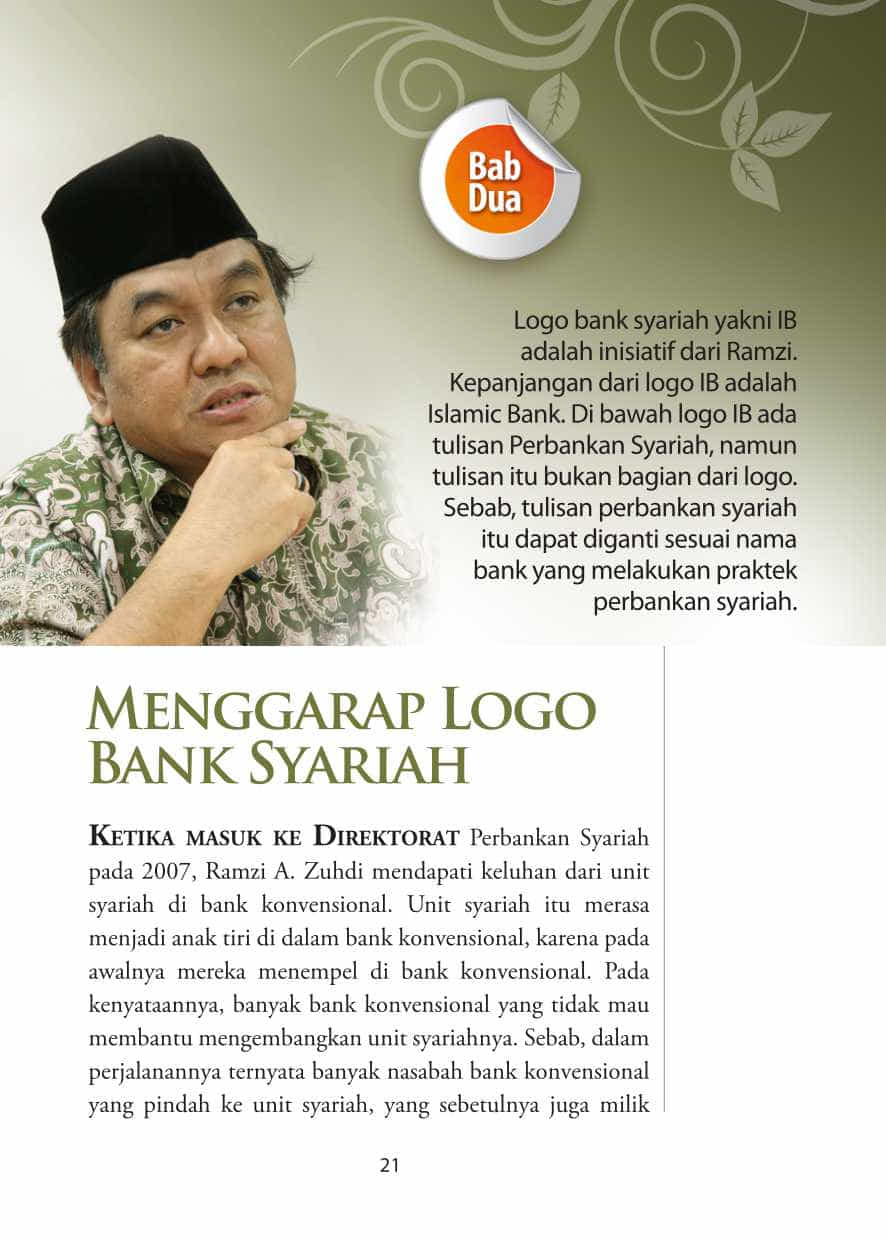 Bab
Dua
Logo bank syariah yakni IB
adalah inisiatif dari Ramzi.
Kepanjangan dari logo IB adalah
Islamic Bank. Di bawah logo IB ada
tulisan Perbankan Syariah, namun
tulisan itu bukan bagian dari logo.
Sebab, tulisan perbankan syariah
itu dapat diganti sesuai nama
bank yang melakukan praktek
perbankan syariah.
MENGGARAP LOGO
BANK SYARIAH
KETIKA MASUK KE DIREKTORAT Perbankan Syariah
pada 2007, Ramzi A. Zuhdi mendapati keluhan dari unit
syariah di bank konvensional. Unit syariah itu merasa
menjadi anak tiri di dalam bank konvensional, karena pada
awalnya mereka menempel di bank konvensional. Pada
kenyataannya, banyak bank konvensional yang tidak mau
membantu mengembangkan unit syariahnya. Sebab, dalam
perjalanannya ternyata banyak nasabah bank konvensional
yang pindah ke unit syariah, yang sebetulnya juga milik
21